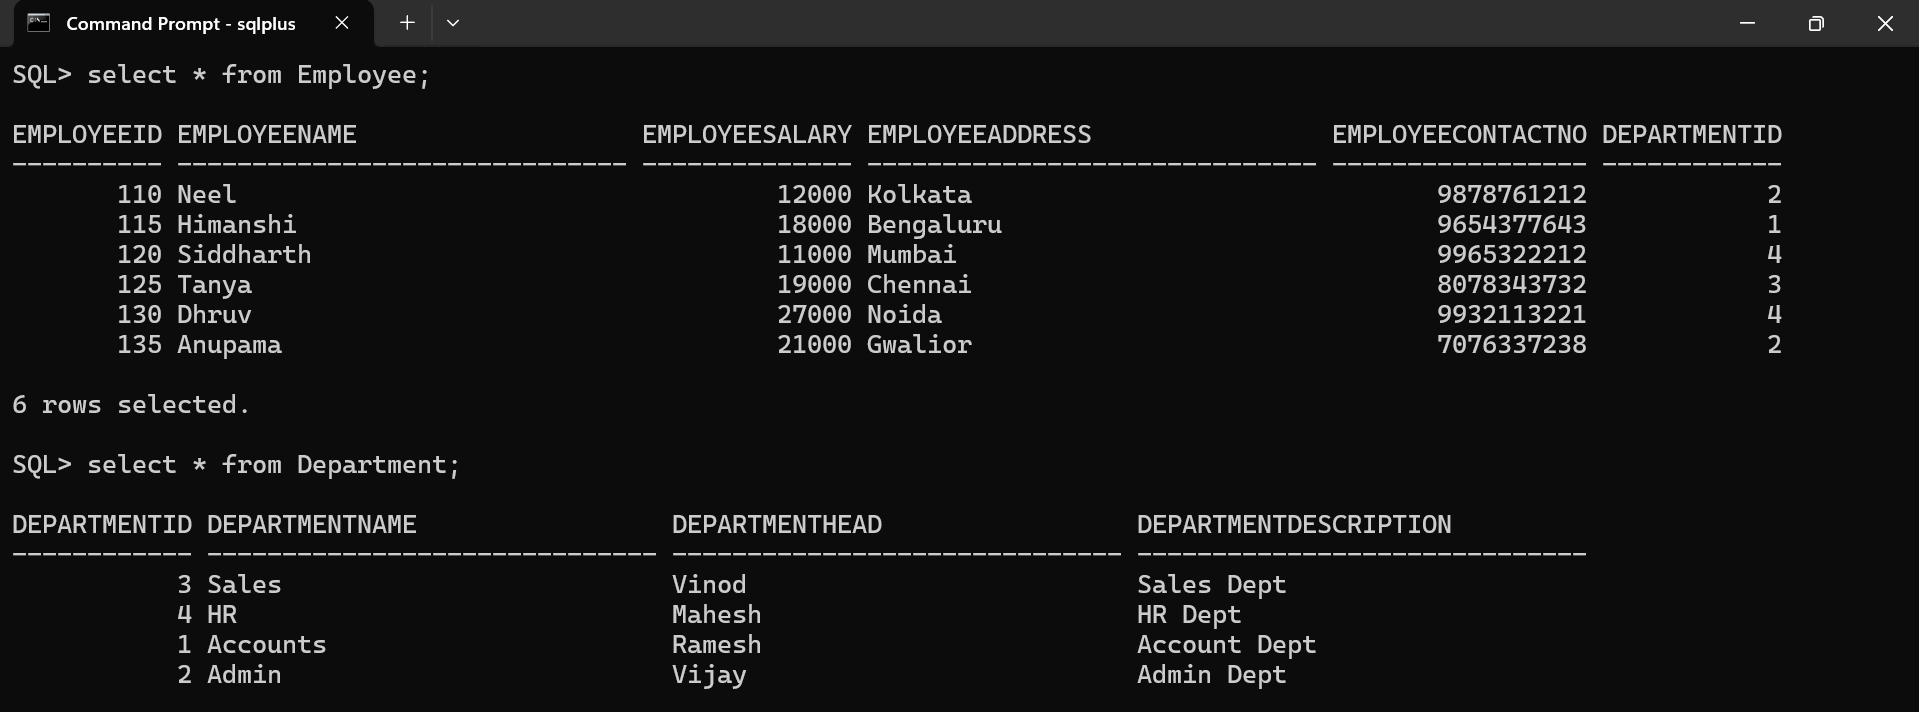 Command Prompt - sqlplus
SQL> select * from Employee;
EMPLOYEEID EMPLOYEENAME                   EMPLOYEESALARY EMPLOYEEADDRESS                EMPLOYEECONTACTNO DEPARTMENTID
---------- ------------------------------ -------------- ------------------------------ ----------------- ------------
       110 Neel                                    12000 Kolkata                               9878761212            2
       115 Himanshi                                18000 Bengaluru                             9654377643            1
       120 Siddharth                               11000 Mumbai                                9965322212            4
       125 Tanya                                   19000 Chennai                               8078343732            3
       130 Dhruv                                   27000 Noida                                 9932113221            4
       135 Anupama                                 21000 Gwalior                               7076337238            2
6 rows selected.
SQL> select * from Department;
DEPARTMENTID DEPARTMENTNAME                 DEPARTMENTHEAD                 DEPARTMENTDESCRIPTION
------------ ------------------------------ ------------------------------ ------------------------------
           3 Sales                          Vinod                          Sales Dept
           4 HR                             Mahesh                         HR Dept
           1 Accounts                       Ramesh                         Account Dept
           2 Admin                          Vijay                          Admin Dept